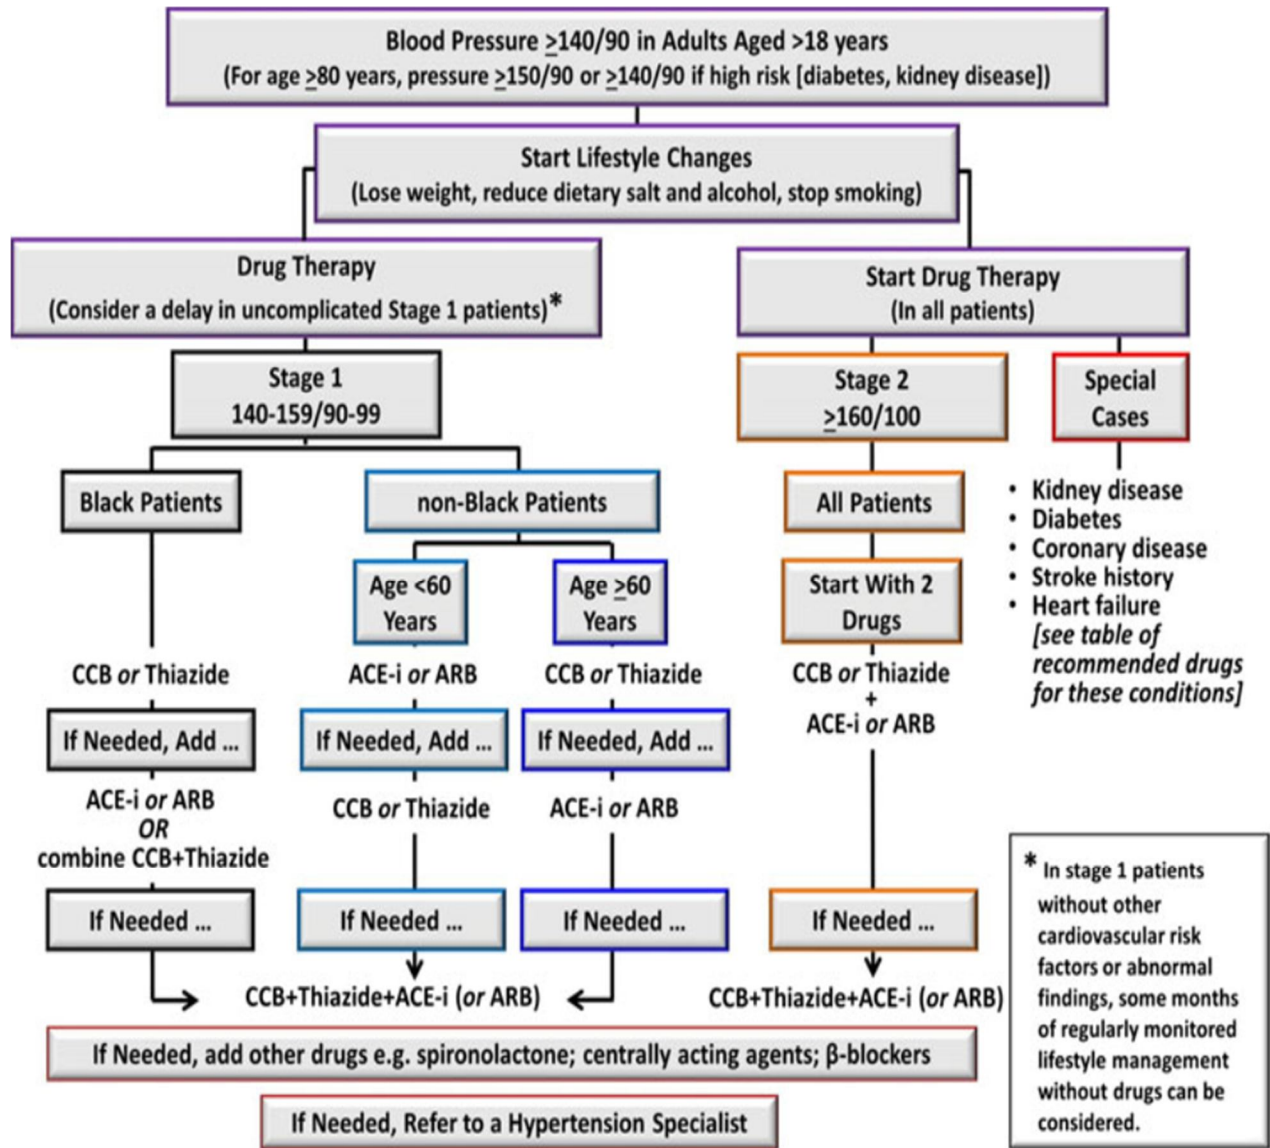 Blood Pressure ≥140/90 in Adults Aged >18 years
(For age ≥80 years, pressure ≥150/90 or ≥140/90 if high risk [diabetes, kidney disease])
Start Lifestyle Changes
(Lose weight, reduce dietary salt and alcohol, stop smoking)
Drug Therapy
(Consider a delay in uncomplicated Stage 1 patients)*
Stage 1
140-159/90-99
Black Patients
CCB or Thiazide
If Needed, Add ...
ACE-i or ARB
OR
combine CCB+Thiazide
If Needed ...
non-Black Patients
Age <60
Years
ACE-i or ARB
If Needed, Add ...
CCB or Thiazide
If Needed ...
Age ≥60
Years
CCB or Thiazide
If Needed, Add ...
ACE-i or ARB
If Needed ...
CCB+Thiazide+ACE-i (or ARB)
Start Drug Therapy
(In all patients)
Stage 2
≥160/100
All Patients
Start With 2
Drugs
CCB or Thiazide
+
ACE-i or ARB
If Needed ...
CCB+Thiazide+ACE-i (or ARB)
Special
Cases
• Kidney disease
• Diabetes
• Coronary disease
• Stroke history
• Heart failure
[see table of
recommended drugs
for these conditions]
If Needed, add other drugs e.g. spironolactone; centrally acting agents; β-blockers
If Needed, Refer to a Hypertension Specialist
* In stage 1 patients
without other
cardiovascular risk
factors or abnormal
findings, some months
of regularly monitored
lifestyle management
without drugs can be
considered.